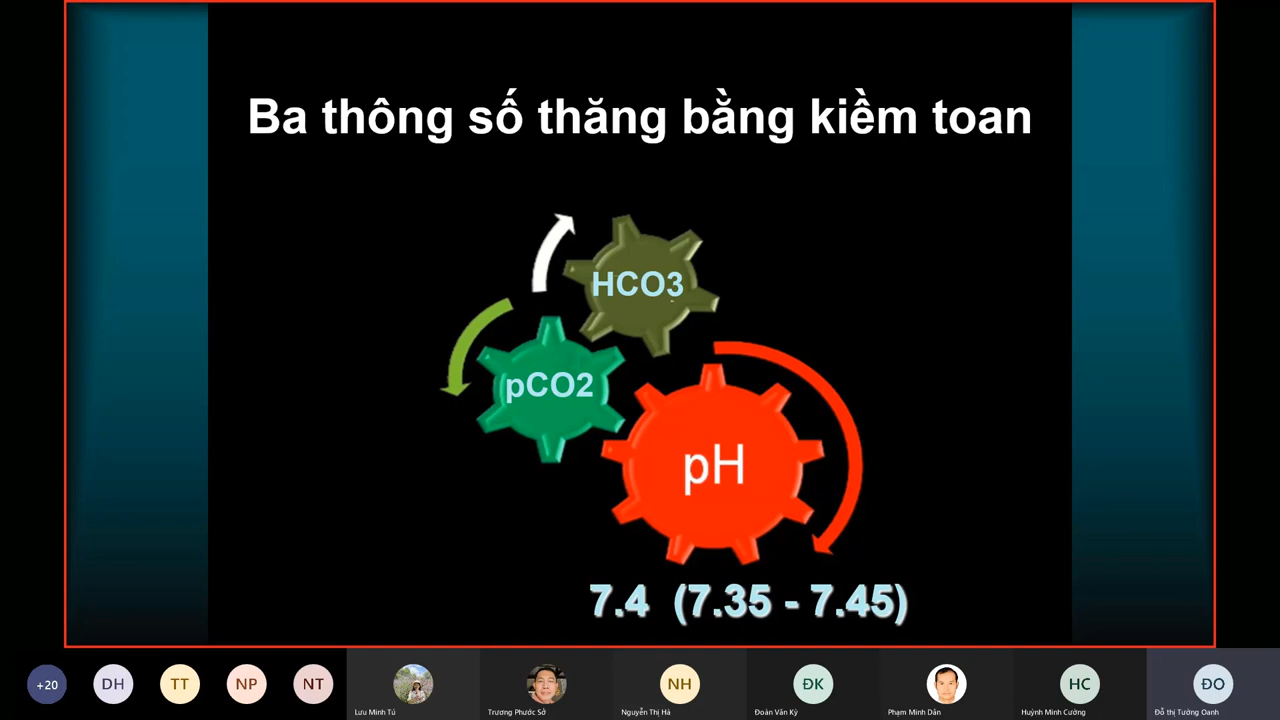 Ba thông số thăng bằng kiềm toan
HCO3
pCO2
pH
7.4 (7.35 - 7.45)
+20
DH
TT
NP
NT
NH
ĐK
HC
ĐO
Lưu Minh Tú
Trương Phước Sở
Nguyễn Thị Hà
Đoàn Văn Kỳ
Phạm Minh Dân
Huỳnh Minh Cường
Đỗ thị Tường Oanh